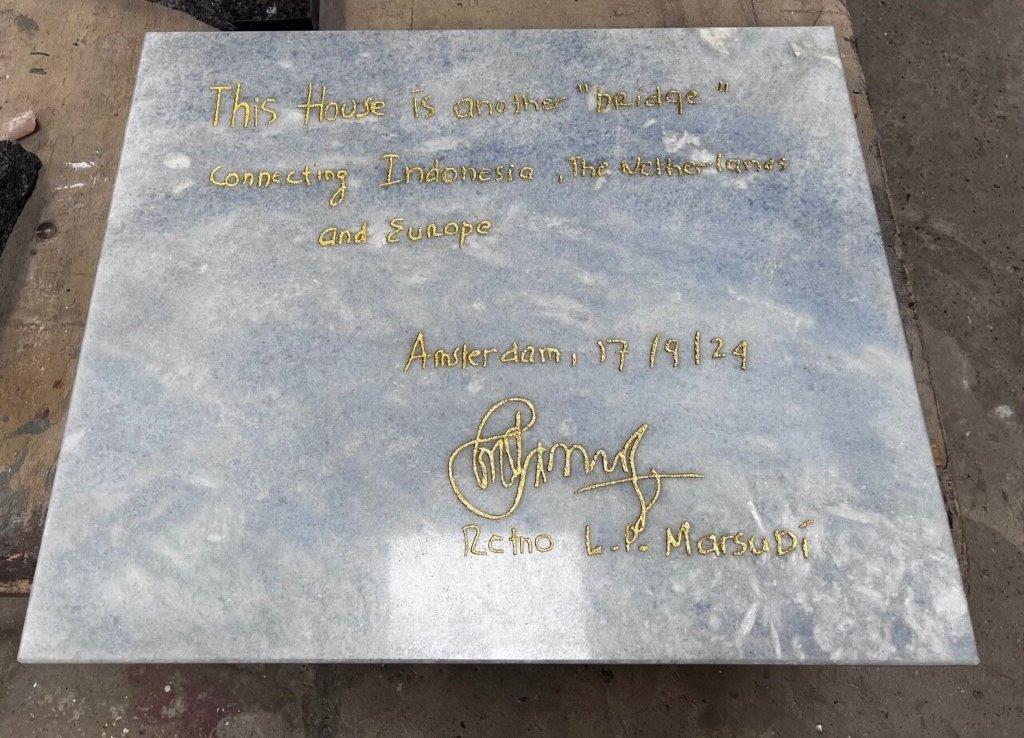 This House is another "bridge"
Connecting Indonesia, The Netherlands
and Europe
Amsterdam, 17/9/24
Retno L.P. Marsudi